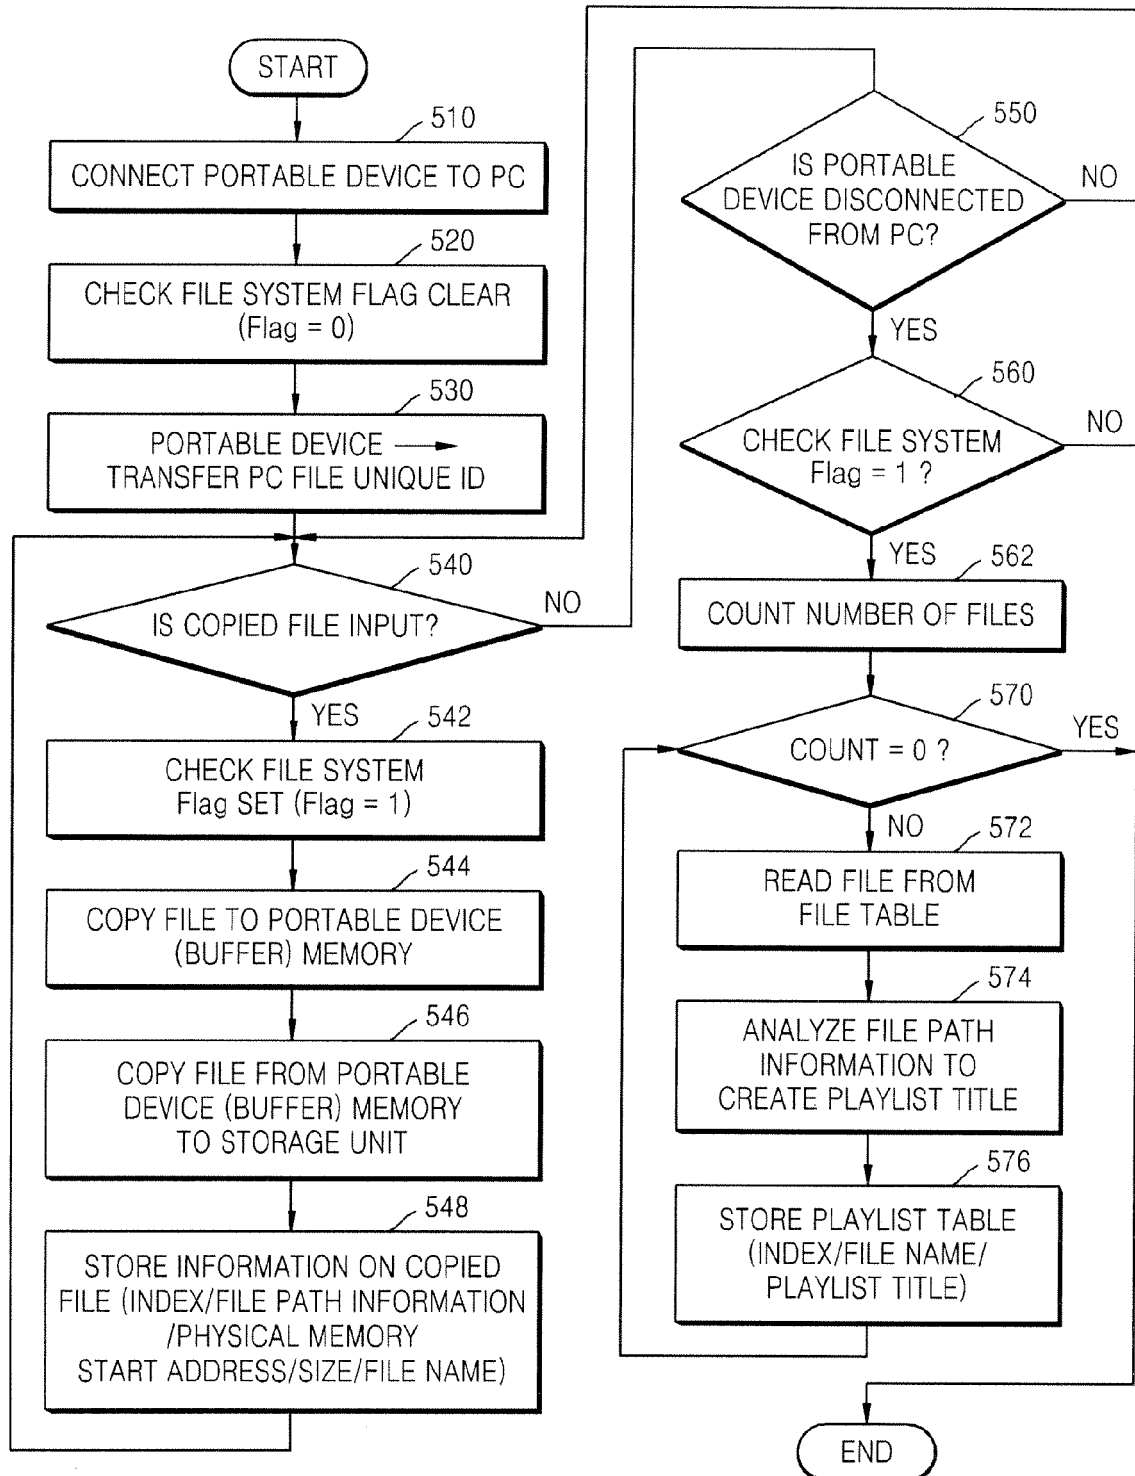 START
510
CONNECT PORTABLE DEVICE TO PC
520
CHECK FILE SYSTEM FLAG CLEAR
(Flag = 0)
530
PORTABLE DEVICE →
TRANSFER PC FILE UNIQUE ID
540
IS COPIED FILE INPUT?
NO
YES
542
CHECK FILE SYSTEM
Flag SET (Flag = 1)
544
COPY FILE TO PORTABLE DEVICE
(BUFFER) MEMORY
546
COPY FILE FROM PORTABLE
DEVICE (BUFFER) MEMORY
TO STORAGE UNIT
548
STORE INFORMATION ON COPIED
FILE (INDEX/FILE PATH INFORMATION
/PHYSICAL MEMORY
START ADDRESS/SIZE/FILE NAME)
550
IS PORTABLE
DEVICE DISCONNECTED
FROM PC?
NO
YES
560
CHECK FILE SYSTEM
Flag = 1 ?
NO
YES
562
COUNT NUMBER OF FILES
570
COUNT = 0 ?
YES
NO
572
READ FILE FROM
FILE TABLE
574
ANALYZE FILE PATH
INFORMATION TO
CREATE PLAYLIST TITLE
576
STORE PLAYLIST TABLE
(INDEX/FILE NAME/
PLAYLIST TITLE)
END